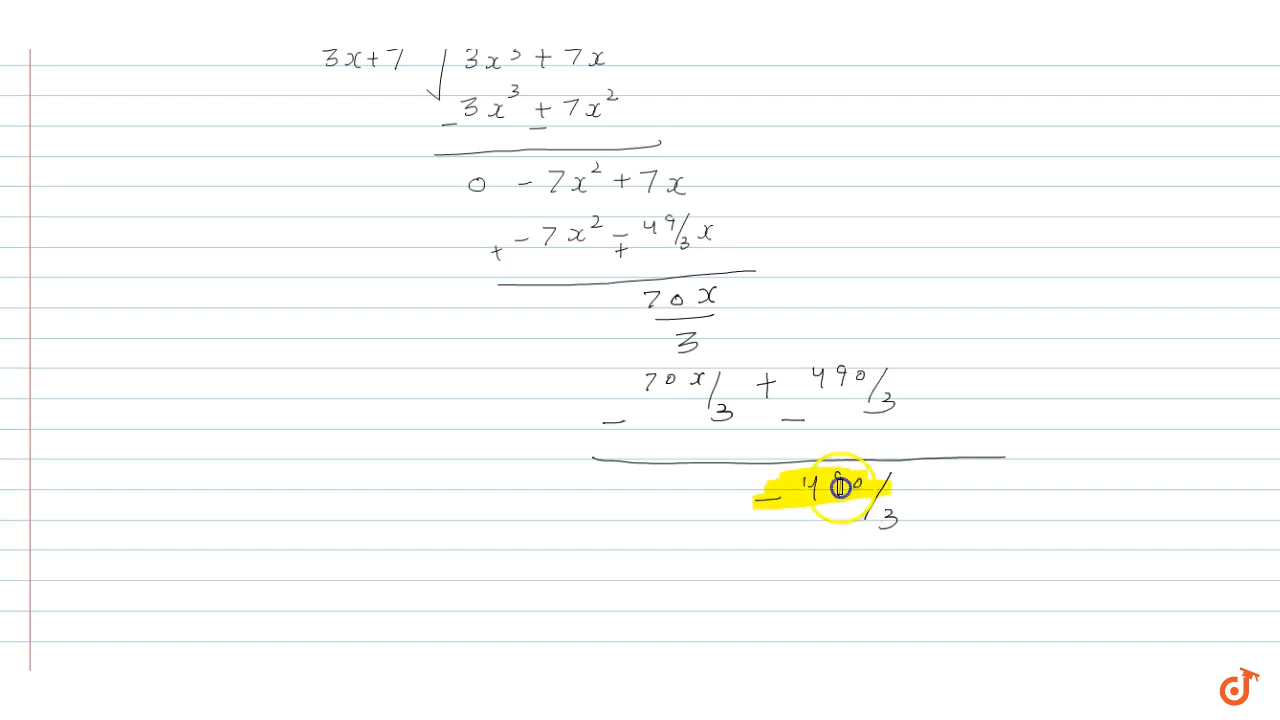 3x+7 √ 3x³ + 7x
- 3x³ + 7x²
-
0 - 7x² + 7x
+ - 7x² - 49/3 x
+
70x
3
70x/3 + 490/3
- -
- 490/3